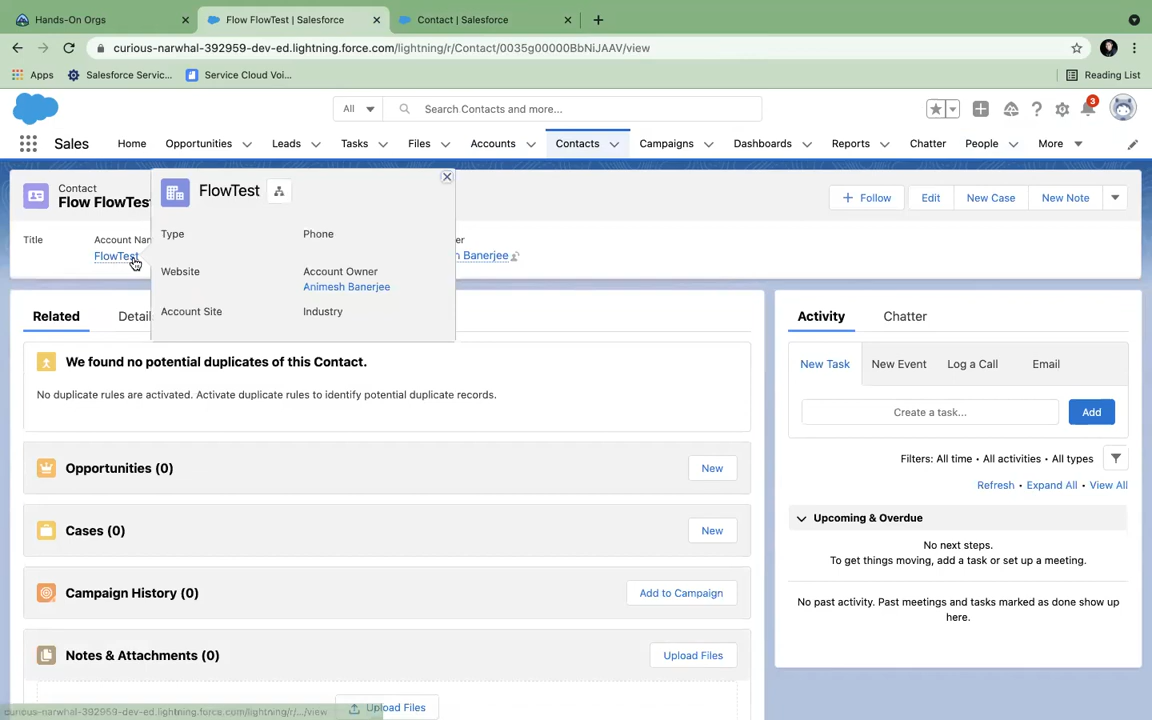 Hands-On Orgs
Flow FlowTest | Salesforce
Contact | Salesforce
curious-narwhal-392959-dev-ed.lightning.force.com/lightning/r/Contact/0035g00000BbNiJAAV/view
Apps
Salesforce Servic...
Service Cloud Voi...
Reading List
All
Search Contacts and more...
3
Sales
Home
Opportunities
Leads
Tasks
Files
Accounts
Contacts
Campaigns
Dashboards
Reports
Chatter
People
More
Contact
Flow FlowTest
FlowTest
+ Follow
Edit
New Case
New Note
Title
Account Nam
FlowTest
Type
Phone
Website
Account Owner
Animesh Banerjee
Account Site
Industry
er
n Banerjee
Related
Detail
We found no potential duplicates of this Contact.
No duplicate rules are activated. Activate duplicate rules to identify potential duplicate records.
Opportunities (0)
New
Cases (0)
New
Campaign History (0)
Add to Campaign
Notes & Attachments (0)
Upload Files
Upload Files
Activity
Chatter
New Task
New Event
Log a Call
Email
Create a task...
Add
Filters: All time • All activities • All types
Refresh • Expand All • View All
Upcoming & Overdue
No next steps.
To get things moving, add a task or set up a meeting.
No past activity. Past meetings and tasks marked as done show up
here.
curious-narwhal-392959-dev-ed.lightning.force.com/lightning/r/.../view